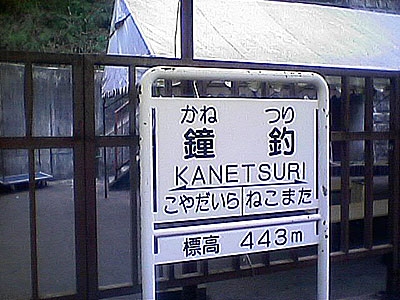 かね つり
鐘釣
KANETSURI
こやだいら ねこまた
標高 443m